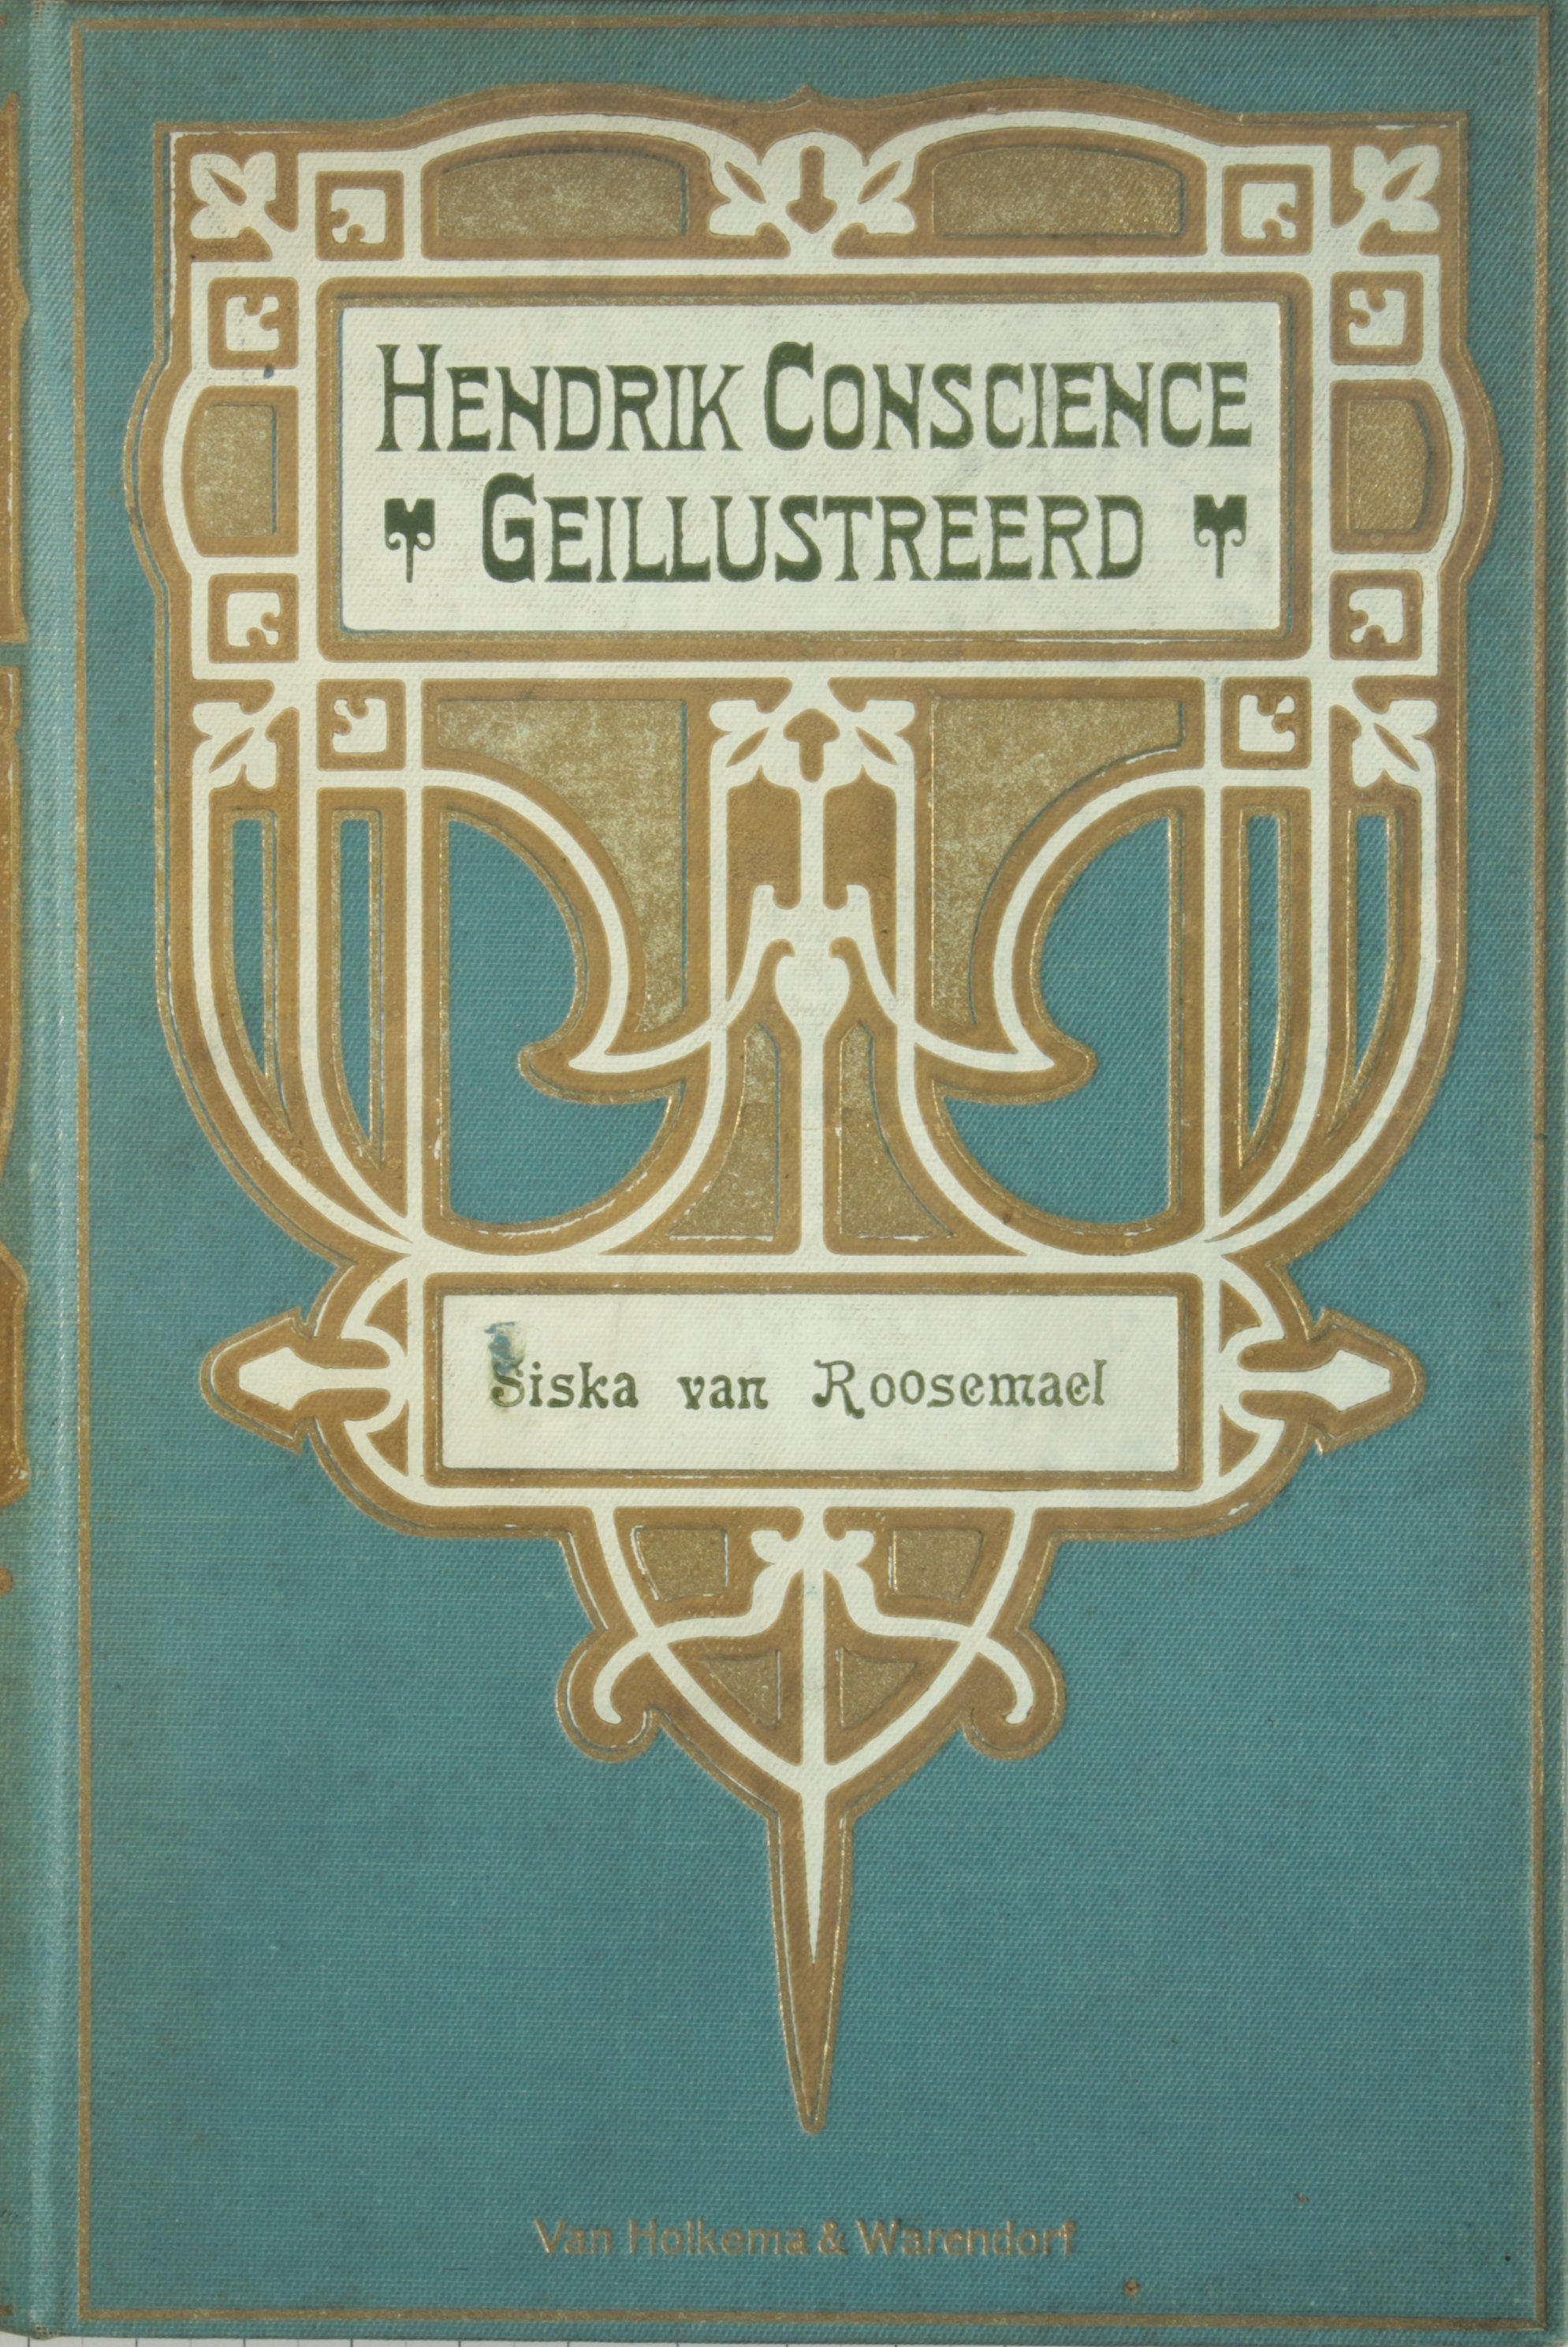 HENDRIK CONSCIENCE
GEILLUSTREERD
Siska van Roosemael
Van Holkema & Warendorf